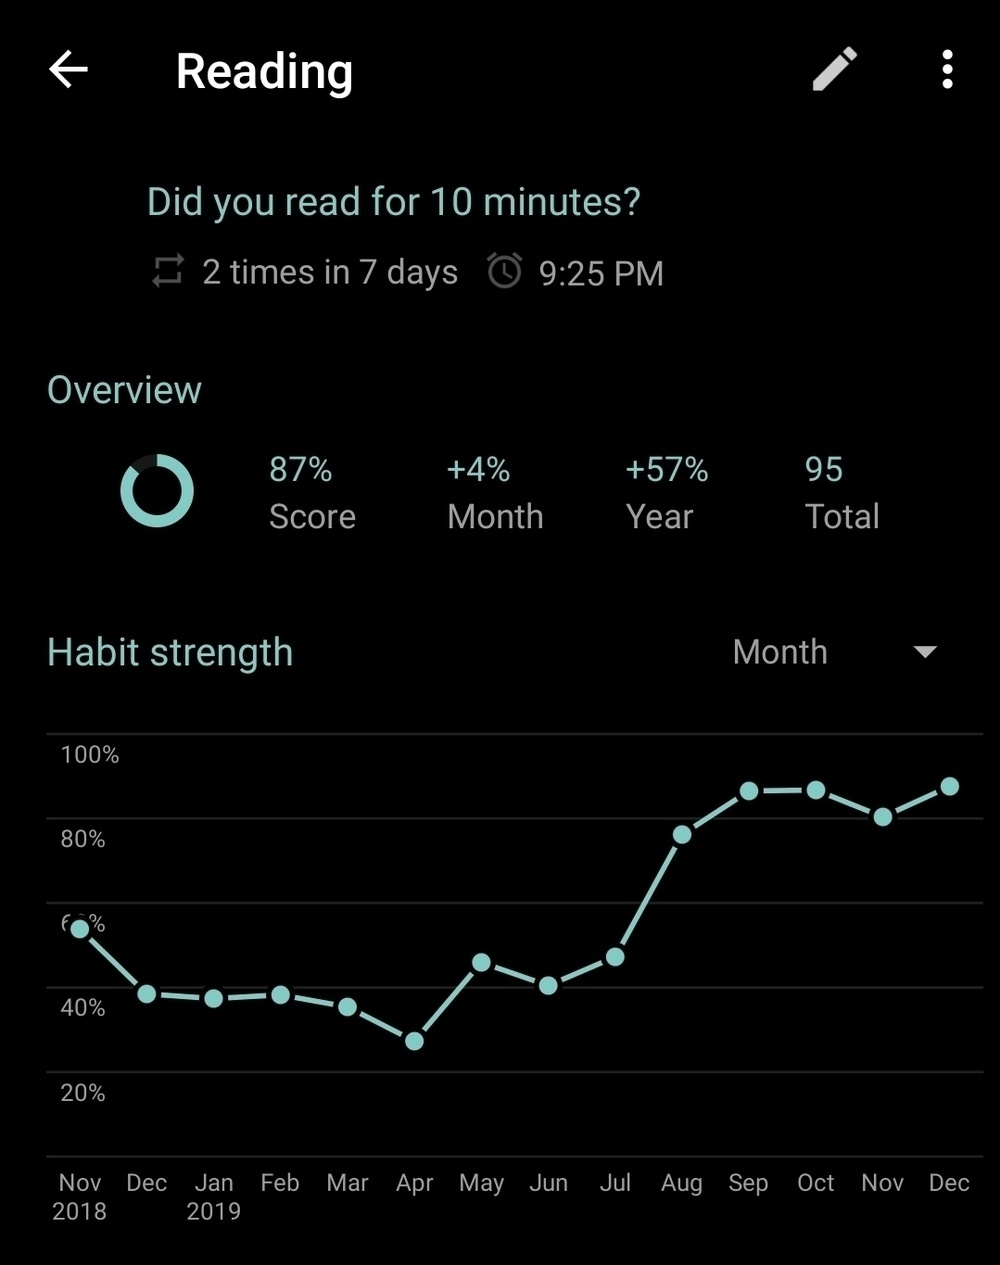 Reading
Did you read for 10 minutes?
2 times in 7 days 9:25 PM
Overview
87% +4% +57% 95
Score Month Year Total
Habit strength Month
100%
80%
60%
40%
20%
Nov Dec Jan Feb Mar Apr May Jun Jul Aug Sep Oct Nov Dec
2018 2019